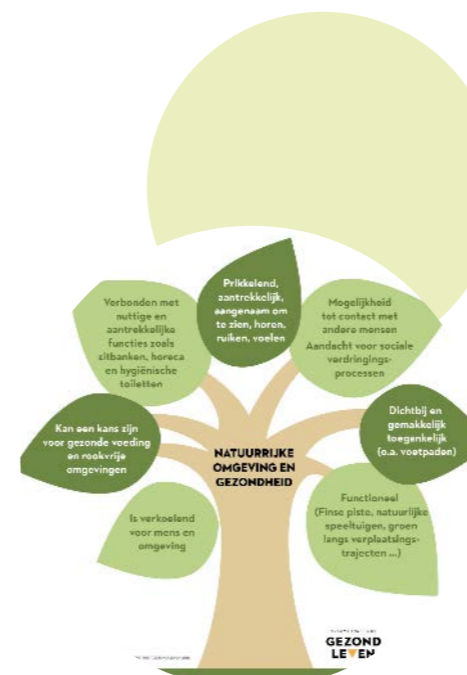 Prikkelend,
aantrekkelijk,
aangenaam om
te zien, horen,
ruiken, voelen
Verbonden met
nuttige en
aantrekkelijke
functies zoals
zitbanken, horeca
en hygiënische
toiletten
Mogelijkheid
tot contact met
andere mensen
Aandacht voor sociale
verdringings-
processen
Kan een kans zijn
voor gezonde voeding
en rookvrije
omgevingen
Dichtbij en
gemakkelijk
toegenkelijk
(o.a. voetpaden)
NATUURRIJKE
OMGEVING EN
GEZONDHEID
Is verkoelend
voor mens en
omgeving
Functioneel
(Finse piste, natuurlijke
speeltuigen, groen
langs verplaatsings-
trajecten ...)
GEZOND
LEVEN